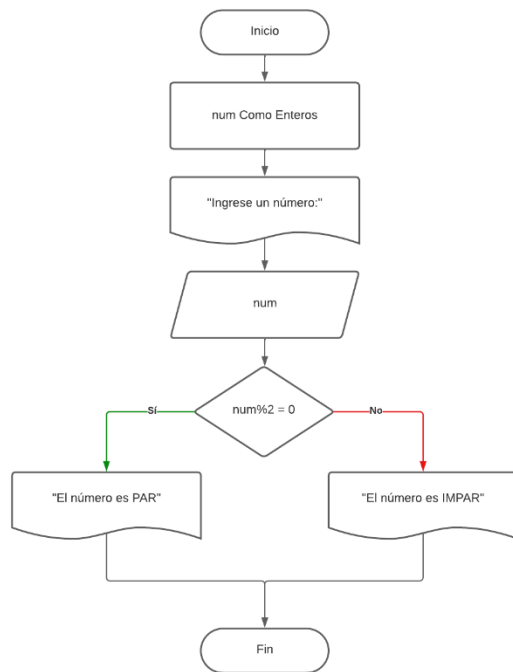 Inicio
num Como Enteros
"Ingrese un número:"
num
num%2 = 0
Sí
No
"El número es PAR"
"El número es IMPAR"
Fin